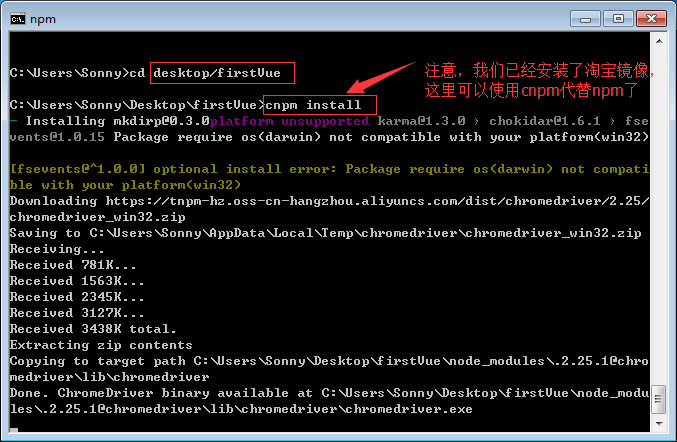 npm
C:\Users\Sonny>cd desktop/firstVue
注意，我们已经安装了淘宝镜像，
这里可以使用cnpm代替npm了
C:\Users\Sonny\Desktop\firstVue>cnpm install
- Installing mkdirp@0.3.0platform unsupported karma@1.3.0 › chokidar@1.6.1 › fse
vents@1.0.15 Package require os(darwin) not compatible with your platform(win32)
[fsevents@^1.0.0] optional install error: Package require os(darwin) not compati
ble with your platform(win32)
Downloading https://tnpm-hz.oss-cn-hangzhou.aliyuncs.com/dist/chromedriver/2.25/
chromedriver_win32.zip
Saving to C:\Users\Sonny\AppData\Local\Temp\chromedriver\chromedriver_win32.zip
Receiving...
Received 781K...
Received 1563K...
Received 2345K...
Received 3127K...
Received 3438K total.
Extracting zip contents
Copying to target path C:\Users\Sonny\Desktop\firstVue\node_modules\.2.25.1@chro
medriver\lib\chromedriver
Done. ChromeDriver binary available at C:\Users\Sonny\Desktop\firstVue\node_modu
les\.2.25.1@chromedriver\lib\chromedriver\chromedriver.exe